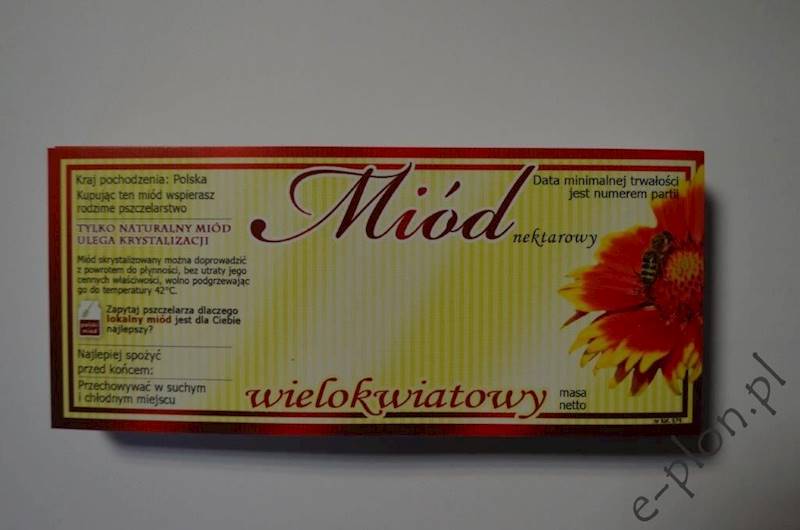 Kraj pochodzenia: Polska
Kupując ten miód wspierasz
rodzime pszczelarstwo
TYLKO NATURALNY MIÓD
ULEGA KRYSTALIZACJI
Miód skrystalizowany można doprowadzić
z powrotem do płynności, bez utraty jego
cennych właściwości, wolno podgrzewając
go do temperatury 42°C.
Zapytaj pszczelarza dlaczego
lokalny miód jest dla Ciebie
najlepszy?
polski
miód
Najlepiej spożyć
przed końcem:
Przechowywać w suchym
i chłodnym miejscu
Miód
nektarowy
wielokwiatowy
Data minimalnej trwałości
jest numerem partii
masa
netto
e-plon.pl